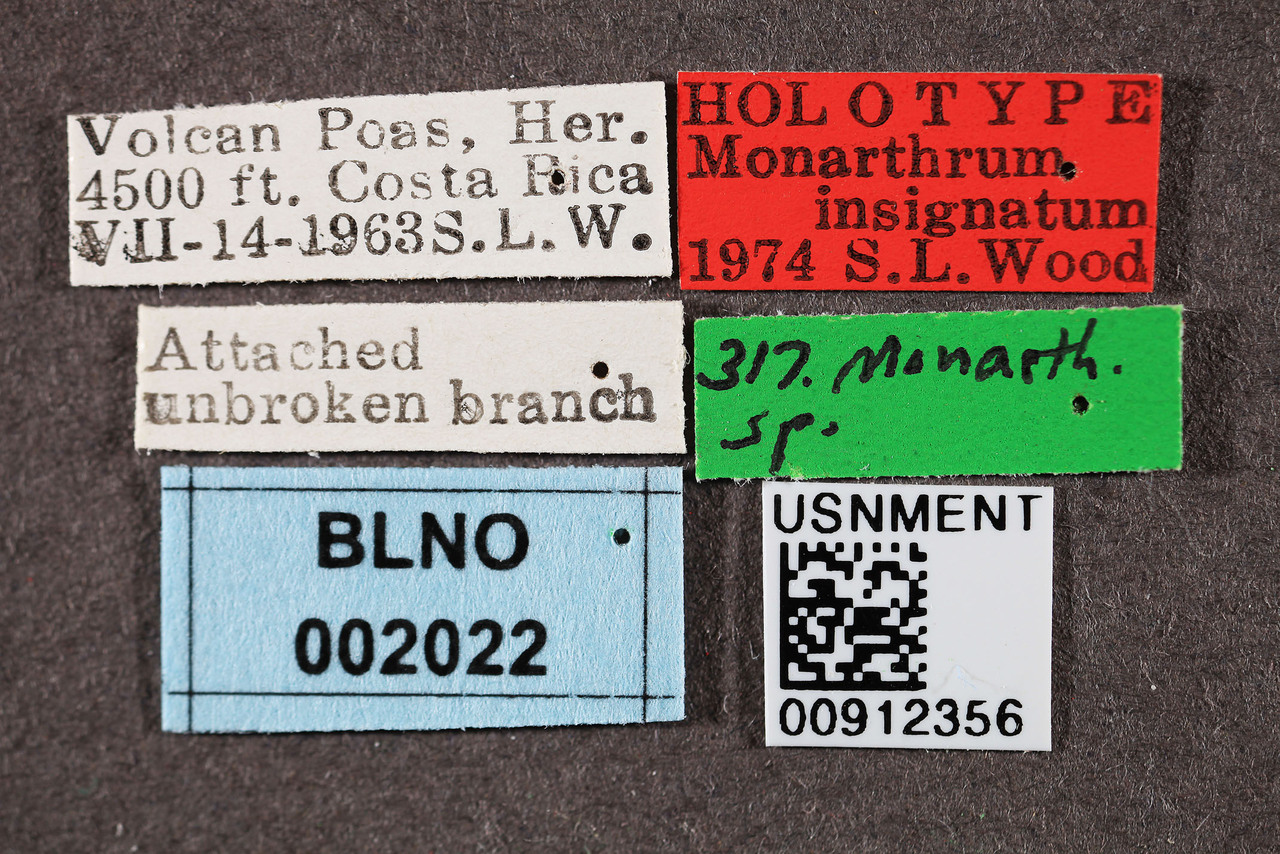 Volcan Poas, Her.
4500 ft. Costa Rica
VII-14-1963 S.L.W.
HOLOTYPE
Monarthrum
insignatum
1974 S.L.Wood
Attached
unbroken branch
317. Monarth.
sp.
BLNO
002022
USNMENT
00912356